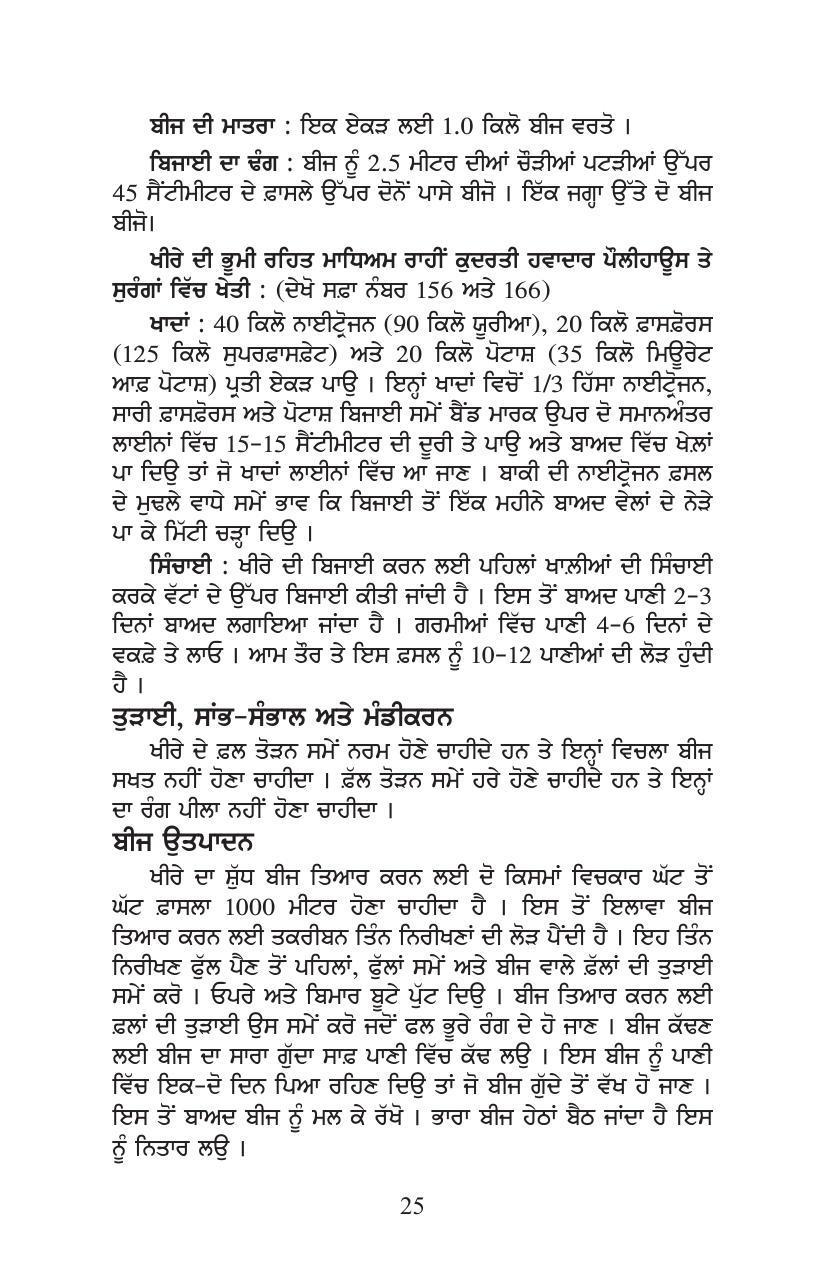 ਬੀਜ ਦੀ ਮਾਤਰਾ : ਇਕ ਏਕੜ ਲਈ 1.0 ਕਿਲੋ ਬੀਜ ਵਰਤੋ ।
ਬਿਜਾਈ ਦਾ ਢੰਗ : ਬੀਜ ਨੂੰ 2.5 ਮੀਟਰ ਦੀਆਂ ਚੌੜੀਆਂ ਪਟੜੀਆਂ ਉੱਪਰ
45 ਸੈਂਟੀਮੀਟਰ ਦੇ ਫ਼ਾਸਲੇ ਉੱਪਰ ਦੋਨੋਂ ਪਾਸੇ ਬੀਜੋ । ਇੱਕ ਜਗ੍ਹਾ ਉੱਤੇ ਦੋ ਬੀਜ
ਬੀਜੋ।
ਖੀਰੇ ਦੀ ਭੂਮੀ ਰਹਿਤ ਮਾਧਿਅਮ ਰਾਹੀਂ ਕੁਦਰਤੀ ਹਵਾਦਾਰ ਪੌਲੀਹਾਊਸ ਤੇ
ਸੁਰੰਗਾਂ ਵਿੱਚ ਖੇਤੀ : (ਦੇਖੋ ਸਫ਼ਾ ਨੰਬਰ 156 ਅਤੇ 166)
ਖਾਦਾਂ : 40 ਕਿਲੋ ਨਾਈਟ੍ਰੋਜਨ (90 ਕਿਲੋ ਯੂਰੀਆ), 20 ਕਿਲੋ ਫ਼ਾਸਫ਼ੋਰਸ
(125 ਕਿਲੋ ਸੁਪਰਫ਼ਾਸਫ਼ੇਟ) ਅਤੇ 20 ਕਿਲੋ ਪੋਟਾਸ਼ (35 ਕਿਲੋ ਮਿਊਰੇਟ
ਆਫ਼ ਪੋਟਾਸ਼) ਪ੍ਰਤੀ ਏਕੜ ਪਾਉ । ਇਨ੍ਹਾਂ ਖਾਦਾਂ ਵਿਚੋਂ 1/3 ਹਿੱਸਾ ਨਾਈਟ੍ਰੋਜਨ,
ਸਾਰੀ ਫ਼ਾਸਫ਼ੋਰਸ ਅਤੇ ਪੋਟਾਸ਼ ਬਿਜਾਈ ਸਮੇਂ ਬੈਂਡ ਮਾਰਕ ਉਪਰ ਦੋ ਸਮਾਨਅੰਤਰ
ਲਾਈਨਾਂ ਵਿੱਚ 15-15 ਸੈਂਟੀਮੀਟਰ ਦੀ ਦੂਰੀ ਤੇ ਪਾਉ ਅਤੇ ਬਾਅਦ ਵਿੱਚ ਖੇਲਾਂ
ਪਾ ਦਿਉ ਤਾਂ ਜੋ ਖਾਦਾਂ ਲਾਈਨਾਂ ਵਿੱਚ ਆ ਜਾਣ । ਬਾਕੀ ਦੀ ਨਾਈਟ੍ਰੋਜਨ ਫ਼ਸਲ
ਦੇ ਮੁਢਲੇ ਵਾਧੇ ਸਮੇਂ ਭਾਵ ਕਿ ਬਿਜਾਈ ਤੋਂ ਇੱਕ ਮਹੀਨੇ ਬਾਅਦ ਵੇਲਾਂ ਦੇ ਨੇੜੇ
ਪਾ ਕੇ ਮਿੱਟੀ ਚੜ੍ਹਾ ਦਿਉ ।
ਸਿੰਚਾਈ : ਖੀਰੇ ਦੀ ਬਿਜਾਈ ਕਰਨ ਲਈ ਪਹਿਲਾਂ ਖਾਲੀਆਂ ਦੀ ਸਿੰਚਾਈ
ਕਰਕੇ ਵੱਟਾਂ ਦੇ ਉੱਪਰ ਬਿਜਾਈ ਕੀਤੀ ਜਾਂਦੀ ਹੈ । ਇਸ ਤੋਂ ਬਾਅਦ ਪਾਣੀ 2-3
ਦਿਨਾਂ ਬਾਅਦ ਲਗਾਇਆ ਜਾਂਦਾ ਹੈ । ਗਰਮੀਆਂ ਵਿੱਚ ਪਾਣੀ 4-6 ਦਿਨਾਂ ਦੇ
ਵਕਫ਼ੇ ਤੇ ਲਾਓ । ਆਮ ਤੌਰ ਤੇ ਇਸ ਫ਼ਸਲ ਨੂੰ 10-12 ਪਾਣੀਆਂ ਦੀ ਲੋੜ ਹੁੰਦੀ
ਹੈ ।
ਤੁੜਾਈ, ਸਾਂਭ-ਸੰਭਾਲ ਅਤੇ ਮੰਡੀਕਰਨ
ਖੀਰੇ ਦੇ ਫ਼ਲ ਤੋੜਨ ਸਮੇਂ ਨਰਮ ਹੋਣੇ ਚਾਹੀਦੇ ਹਨ ਤੇ ਇਨ੍ਹਾਂ ਵਿਚਲਾ ਬੀਜ
ਸਖਤ ਨਹੀਂ ਹੋਣਾ ਚਾਹੀਦਾ । ਫ਼ੱਲ ਤੋੜਨ ਸਮੇਂ ਹਰੇ ਹੋਣੇ ਚਾਹੀਦੇ ਹਨ ਤੇ ਇਨ੍ਹਾਂ
ਦਾ ਰੰਗ ਪੀਲਾ ਨਹੀਂ ਹੋਣਾ ਚਾਹੀਦਾ ।
ਬੀਜ ਉਤਪਾਦਨ
ਖੀਰੇ ਦਾ ਸ਼ੁੱਧ ਬੀਜ ਤਿਆਰ ਕਰਨ ਲਈ ਦੋ ਕਿਸਮਾਂ ਵਿਚਕਾਰ ਘੱਟ ਤੋਂ
ਘੱਟ ਫ਼ਾਸਲਾ 1000 ਮੀਟਰ ਹੋਣਾ ਚਾਹੀਦਾ ਹੈ । ਇਸ ਤੋਂ ਇਲਾਵਾ ਬੀਜ
ਤਿਆਰ ਕਰਨ ਲਈ ਤਕਰੀਬਨ ਤਿੰਨ ਨਿਰੀਖਣਾਂ ਦੀ ਲੋੜ ਪੈਂਦੀ ਹੈ । ਇਹ ਤਿੰਨ
ਨਿਰੀਖਣ ਫੁੱਲ ਪੈਣ ਤੋਂ ਪਹਿਲਾਂ, ਫੁੱਲਾਂ ਸਮੇਂ ਅਤੇ ਬੀਜ ਵਾਲੇ ਫ਼ੱਲਾਂ ਦੀ ਤੁੜਾਈ
ਸਮੇਂ ਕਰੋ । ਓਪਰੇ ਅਤੇ ਬਿਮਾਰ ਬੂਟੇ ਪੁੱਟ ਦਿਉ । ਬੀਜ ਤਿਆਰ ਕਰਨ ਲਈ
ਫ਼ਲਾਂ ਦੀ ਤੁੜਾਈ ਉਸ ਸਮੇਂ ਕਰੋ ਜਦੋਂ ਫਲ ਭੂਰੇ ਰੰਗ ਦੇ ਹੋ ਜਾਣ । ਬੀਜ ਕੱਢਣ
ਲਈ ਬੀਜ ਦਾ ਸਾਰਾ ਗੁੱਦਾ ਸਾਫ਼ ਪਾਣੀ ਵਿੱਚ ਕੱਢ ਲਉ । ਇਸ ਬੀਜ ਨੂੰ ਪਾਣੀ
ਵਿੱਚ ਇਕ-ਦੋ ਦਿਨ ਪਿਆ ਰਹਿਣ ਦਿਉ ਤਾਂ ਜੋ ਬੀਜ ਗੁੱਦੇ ਤੋਂ ਵੱਖ ਹੋ ਜਾਣ ।
ਇਸ ਤੋਂ ਬਾਅਦ ਬੀਜ ਨੂੰ ਮਲ ਕੇ ਰੱਖੋ । ਭਾਰਾ ਬੀਜ ਹੇਠਾਂ ਬੈਠ ਜਾਂਦਾ ਹੈ ਇਸ
ਨੂੰ ਨਿਤਾਰ ਲਉ ।
25